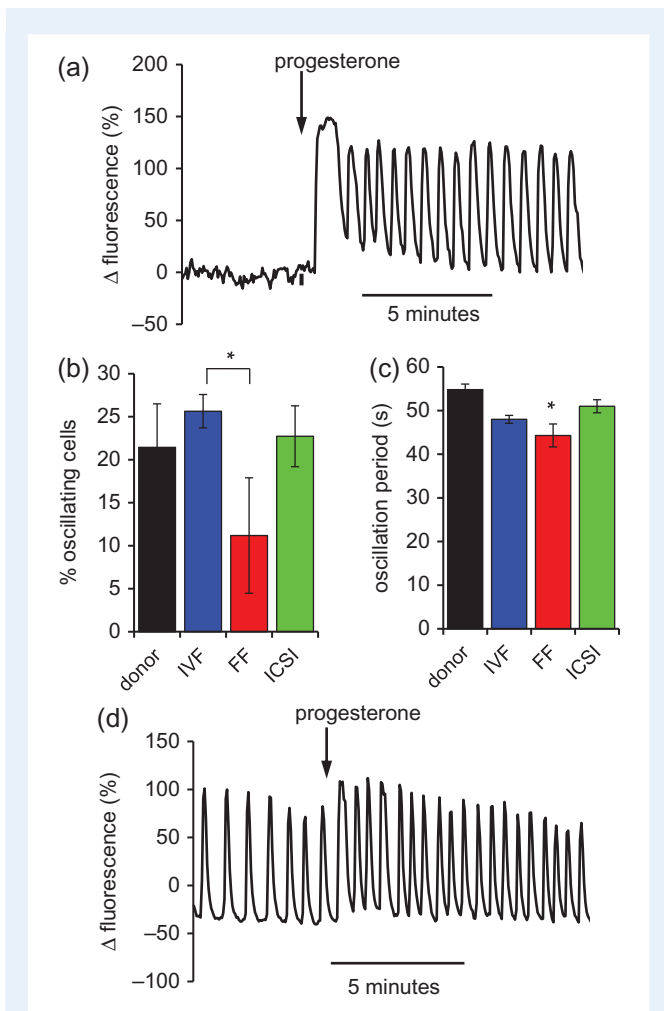 (a)
progesterone
Δ fluorescence (%)
200
150
100
50
0
–50
5 minutes
(b)
% oscillating cells
30
25
20
15
10
5
0
*
donor
IVF
FF
ICSI
(c)
oscillation period (s)
60
50
40
30
20
10
0
*
donor
IVF
FF
ICSI
(d)
progesterone
Δ fluorescence (%)
150
100
50
0
–50
–100
5 minutes